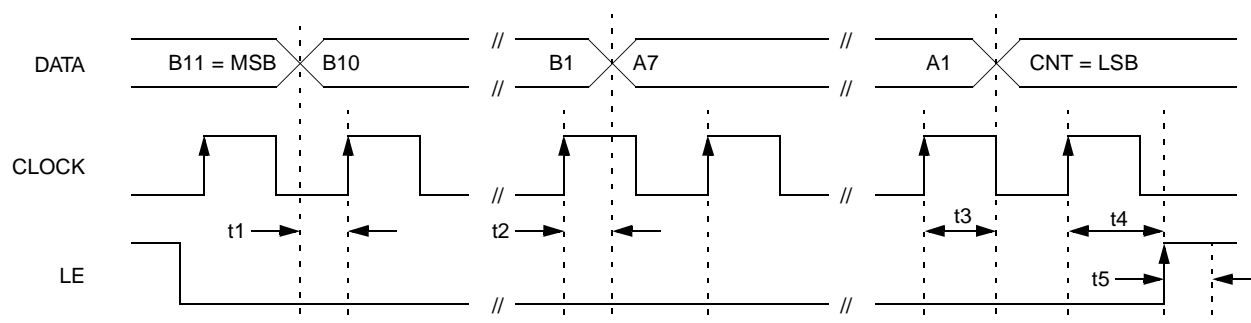 DATA B11 = MSB B10 // B1 A7 // A1 CNT = LSB
// //
CLOCK // //
t1 t2 t3 t4
LE t5
// //